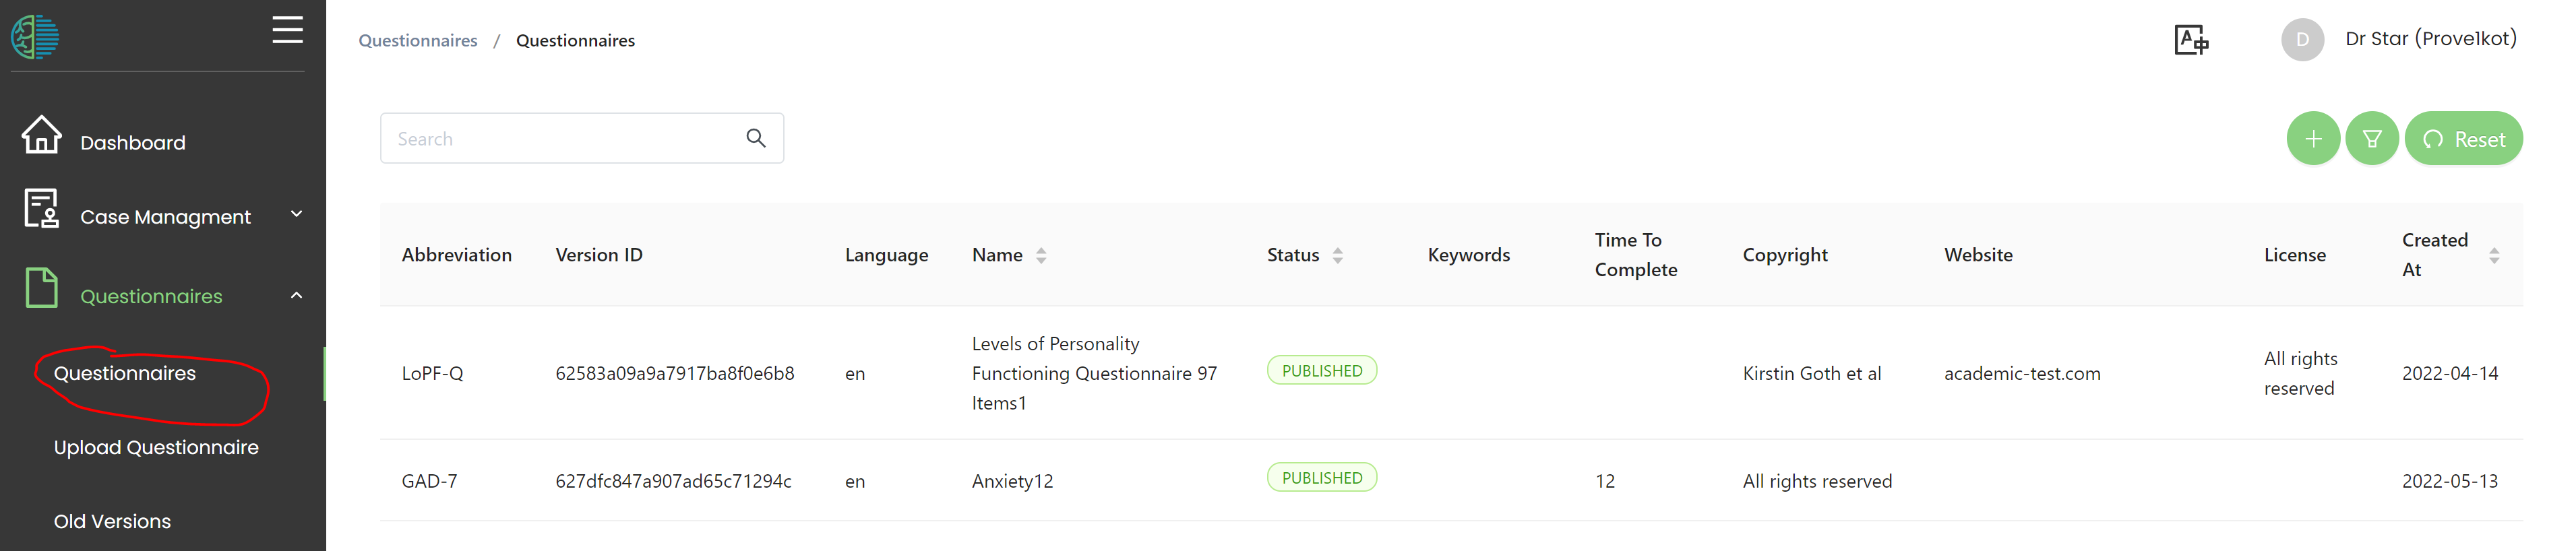 Questionnaires / Questionnaires
D Dr Star (Prove1kot)
Dashboard
Case Managment
Questionnaires
Questionnaires
Upload Questionnaire
Old Versions
Search
Reset
Abbreviation Version ID Language Name Status Keywords Time To Complete Copyright Website License Created At
LoPF-Q 62583a09a9a7917ba8f0e6b8 en Levels of Personality Functioning Questionnaire 97 Items1 PUBLISHED Kirstin Goth et al academic-test.com All rights reserved 2022-04-14
GAD-7 627dfc847a907ad65c71294c en Anxiety12 PUBLISHED 12 All rights reserved 2022-05-13